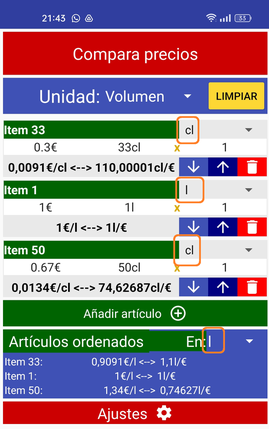 21:43 33
Compara precios
Unidad: Volumen LIMPIAR
Item 33 cl
0.3€ 33cl x 1
0,0091€/cl <--> 110,00001cl/€
Item 1 l
1€ 1l x 1
1€/l <--> 1l/€
Item 50 cl
0.67€ 50cl x 1
0,0134€/cl <--> 74,62687cl/€
Añadir artículo
Artículos ordenados En: l
Item 33: 0,9091€/l <--> 1,1l/€
Item 1: 1€/l <--> 1l/€
Item 50: 1,34€/l <--> 0,74627l/€
Ajustes